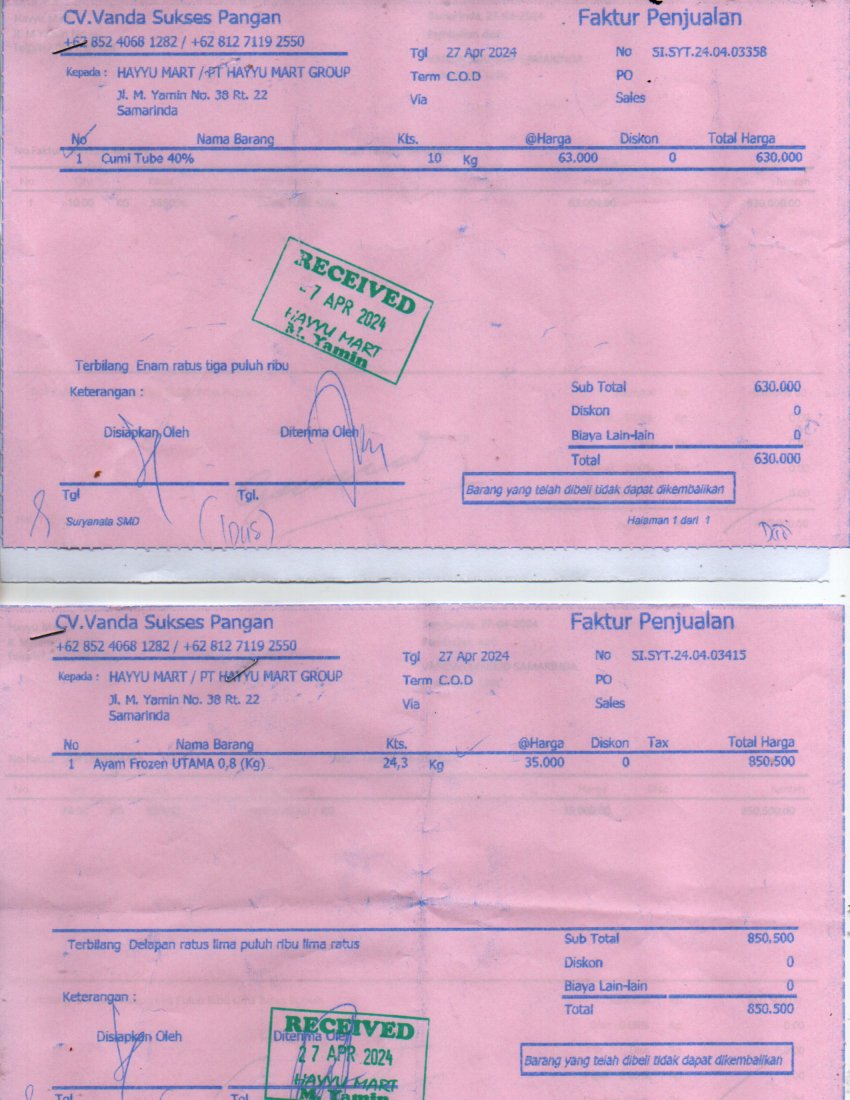 CV.Vanda Sukses Pangan
Faktur Penjualan
+62 852 4068 1282 / +62 812 7119 2550
Tgl 27 Apr 2024
No SI.SYT.24.04.03358
Kepada : HAYYU MART / PT HAYYU MART GROUP
Term C.O.D
PO
Jl. M. Yamin No. 38 Rt. 22
Via
Sales
Samarinda
No Nama Barang Kts. @Harga Diskon Total Harga
1 Cumi Tube 40% 10 Kg 63.000 0 630.000
RECEIVED
7 APR 2024
HAYYU MART
M. Yamin
Terbilang Enam ratus tiga puluh ribu
Keterangan :
Sub Total 630.000
Diskon 0
Disiapkan Oleh Diterima Oleh
Biaya Lain-lain 0
Total 630.000
Tgl Tgl.
Barang yang telah dibeli tidak dapat dikembalikan
Suryanata SMD
Halaman 1 dari 1
CV.Vanda Sukses Pangan
Faktur Penjualan
+62 852 4068 1282 / +62 812 7119 2550
Tgl 27 Apr 2024
No SI.SYT.24.04.03415
Kepada : HAYYU MART / PT HAYYU MART GROUP
Term C.O.D
PO
Jl. M. Yamin No. 38 Rt. 22
Via
Sales
Samarinda
No Nama Barang Kts. @Harga Diskon Tax Total Harga
1 Ayam Frozen UTAMA 0,8 (Kg) 24,3 Kg 35.000 0 850.500
Terbilang Delapan ratus lima puluh ribu lima ratus
Sub Total 850.500
Diskon 0
Keterangan :
Biaya Lain-lain 0
Total 850.500
Disiapkan Oleh Diterima Oleh
RECEIVED
27 APR 2024
HAYYU MART
M. Yamin
Barang yang telah dibeli tidak dapat dikembalikan
Tgl Tgl